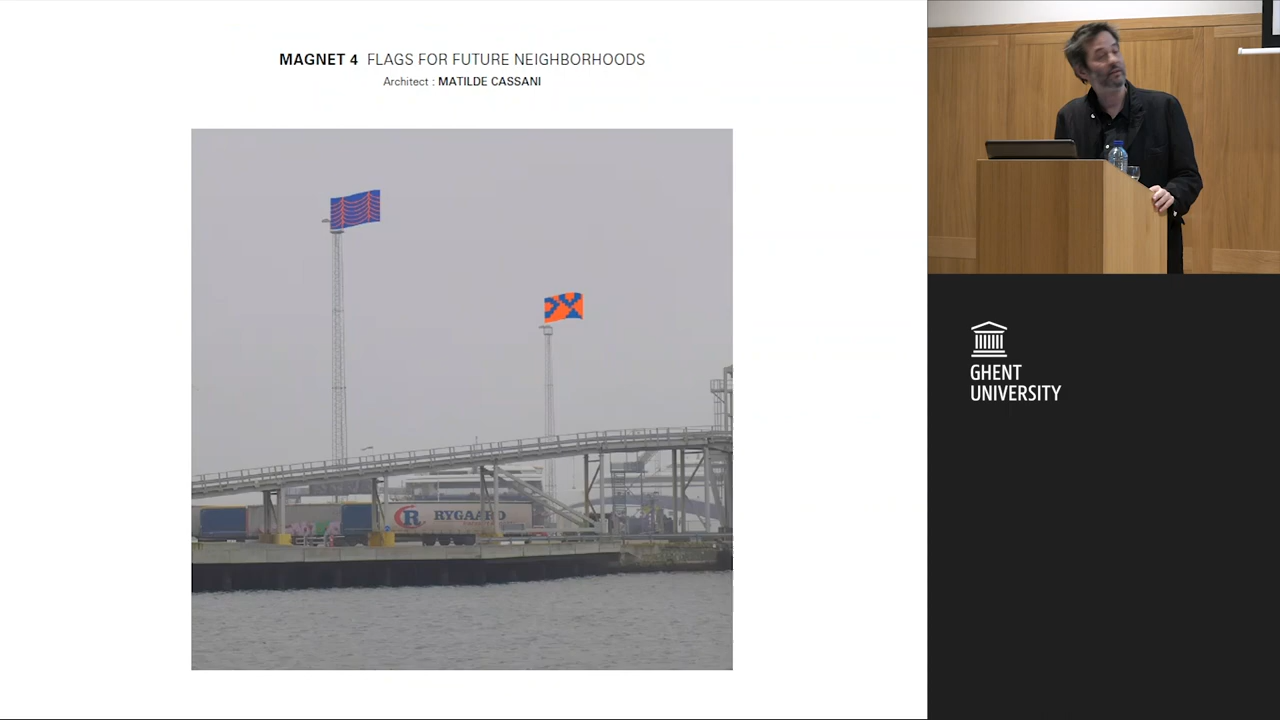 MAGNET 4 FLAGS FOR FUTURE NEIGHBORHOODS
Architect : MATILDE CASSANI
R RYGAARD
GHENT
UNIVERSITY